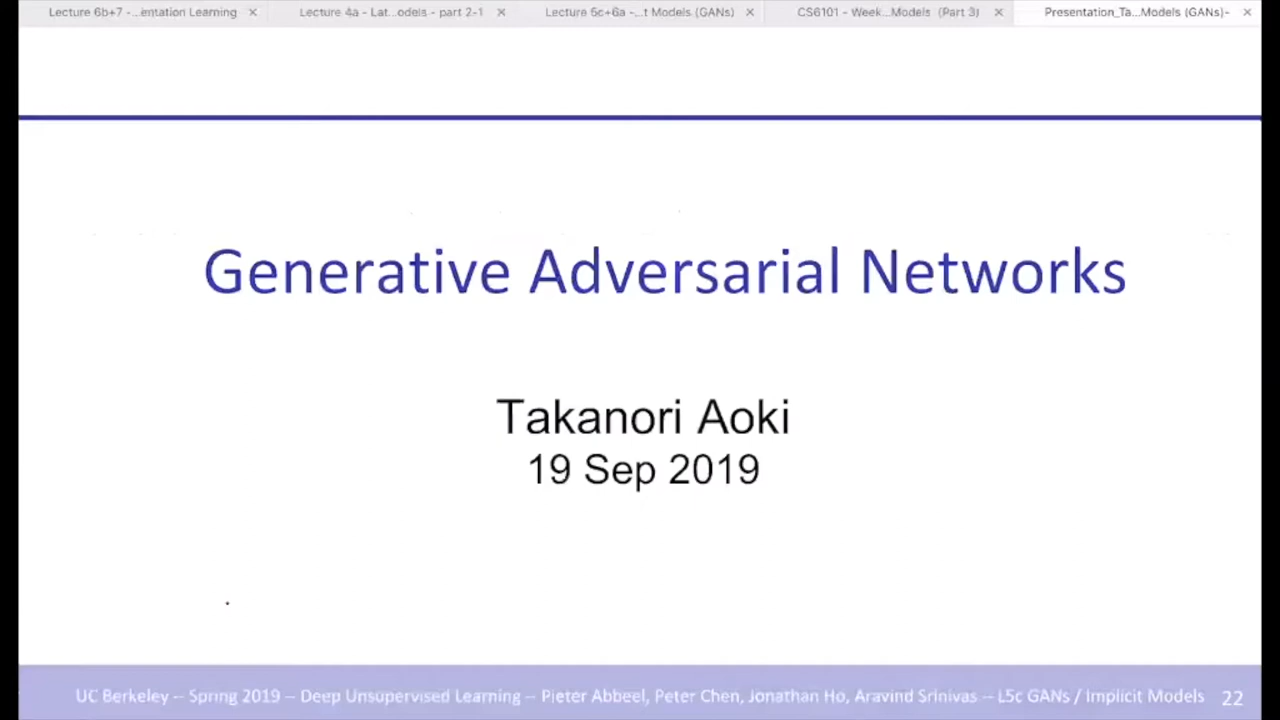 Lecture 6b+7 -...entation Learning × Lecture 4a - Lat...odels - part 2-1 × Lecture 5c+6a -...t Models (GANs) × CS6101 - Week...Models (Part 3) × Presentation_Ta...Models (GANs)- ×
Generative Adversarial Networks
Takanori Aoki
19 Sep 2019
UC Berkeley -- Spring 2019 -- Deep Unsupervised Learning -- Pieter Abbeel, Peter Chen, Jonathan Ho, Aravind Srinivas -- L5c GANs / Implicit Models 22